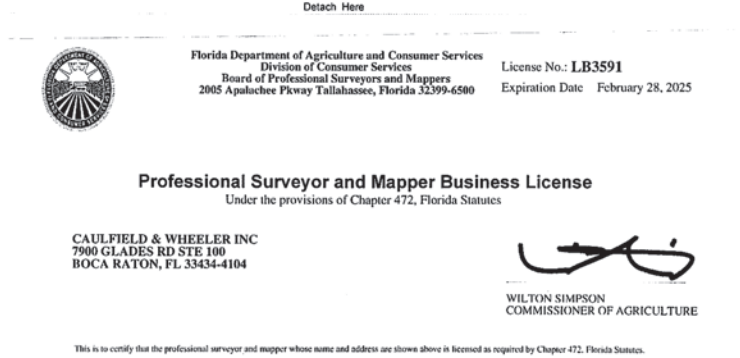 Detach Here
Florida Department of Agriculture and Consumer Services
Division of Consumer Services
Board of Professional Surveyors and Mappers
2005 Apalachee Pkway Tallahassee, Florida 32399-6500
License No.: LB3591
Expiration Date February 28, 2025
Professional Surveyor and Mapper Business License
Under the provisions of Chapter 472, Florida Statutes
CAULFIELD & WHEELER INC
7900 GLADES RD STE 100
BOCA RATON, FL 33434-4104
WILTON SIMPSON
COMMISSIONER OF AGRICULTURE
This is to certify that the professional surveyor and mapper whose name and address are shown above is licensed as required by Chapter 472, Florida Statutes.